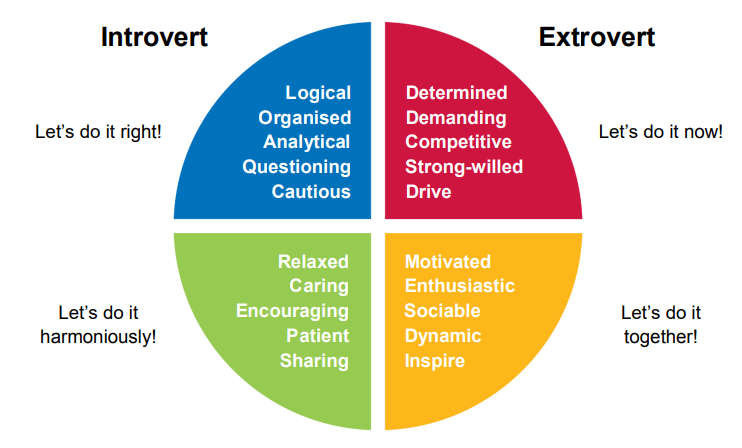 Introvert
Extrovert
Let's do it right!
Logical
Organised
Analytical
Questioning
Cautious
Determined
Demanding
Competitive
Strong-willed
Drive
Let's do it now!
Let's do it
harmoniously!
Relaxed
Caring
Encouraging
Patient
Sharing
Motivated
Enthusiastic
Sociable
Dynamic
Inspire
Let's do it
together!